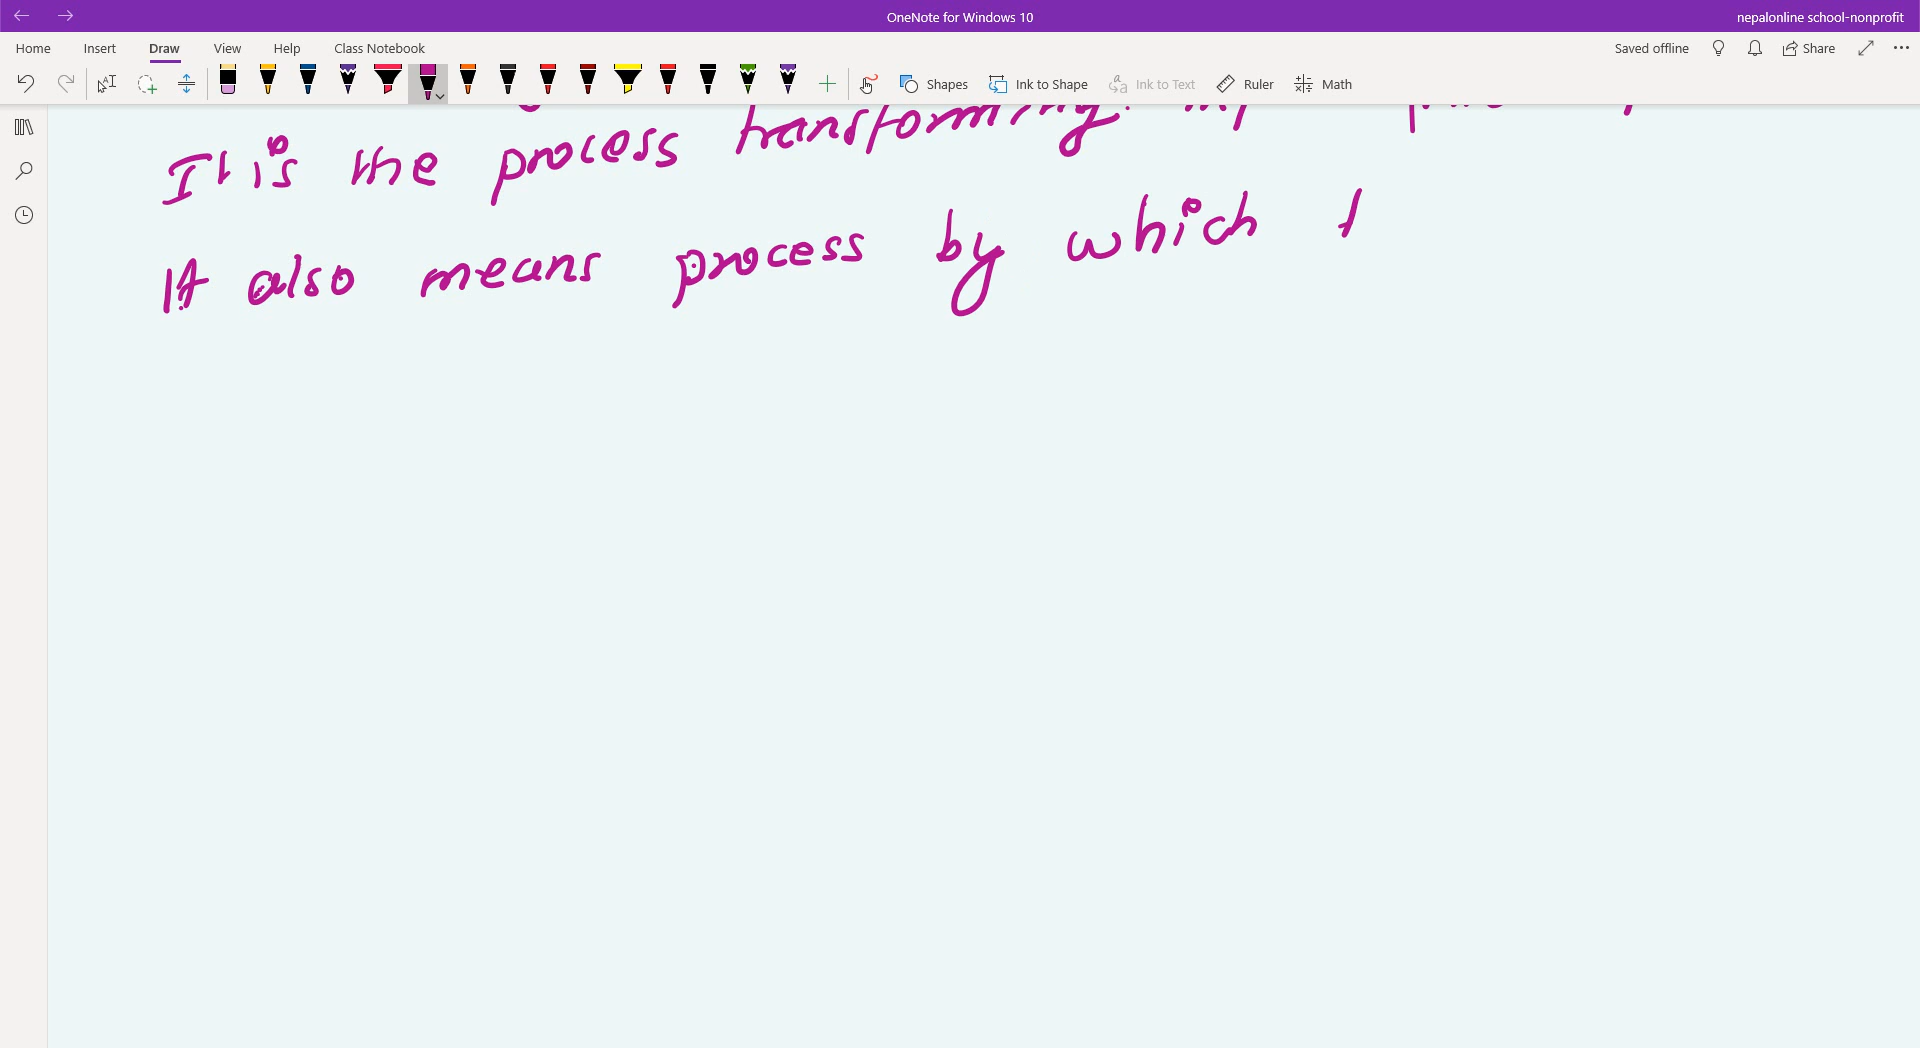 OneNote for Windows 10
nepalonline school-nonprofit
Home Insert Draw View Help Class Notebook
Saved offline Share
Shapes Ink to Shape Ink to Text Ruler Math
It is the process transforming
It also means process by which